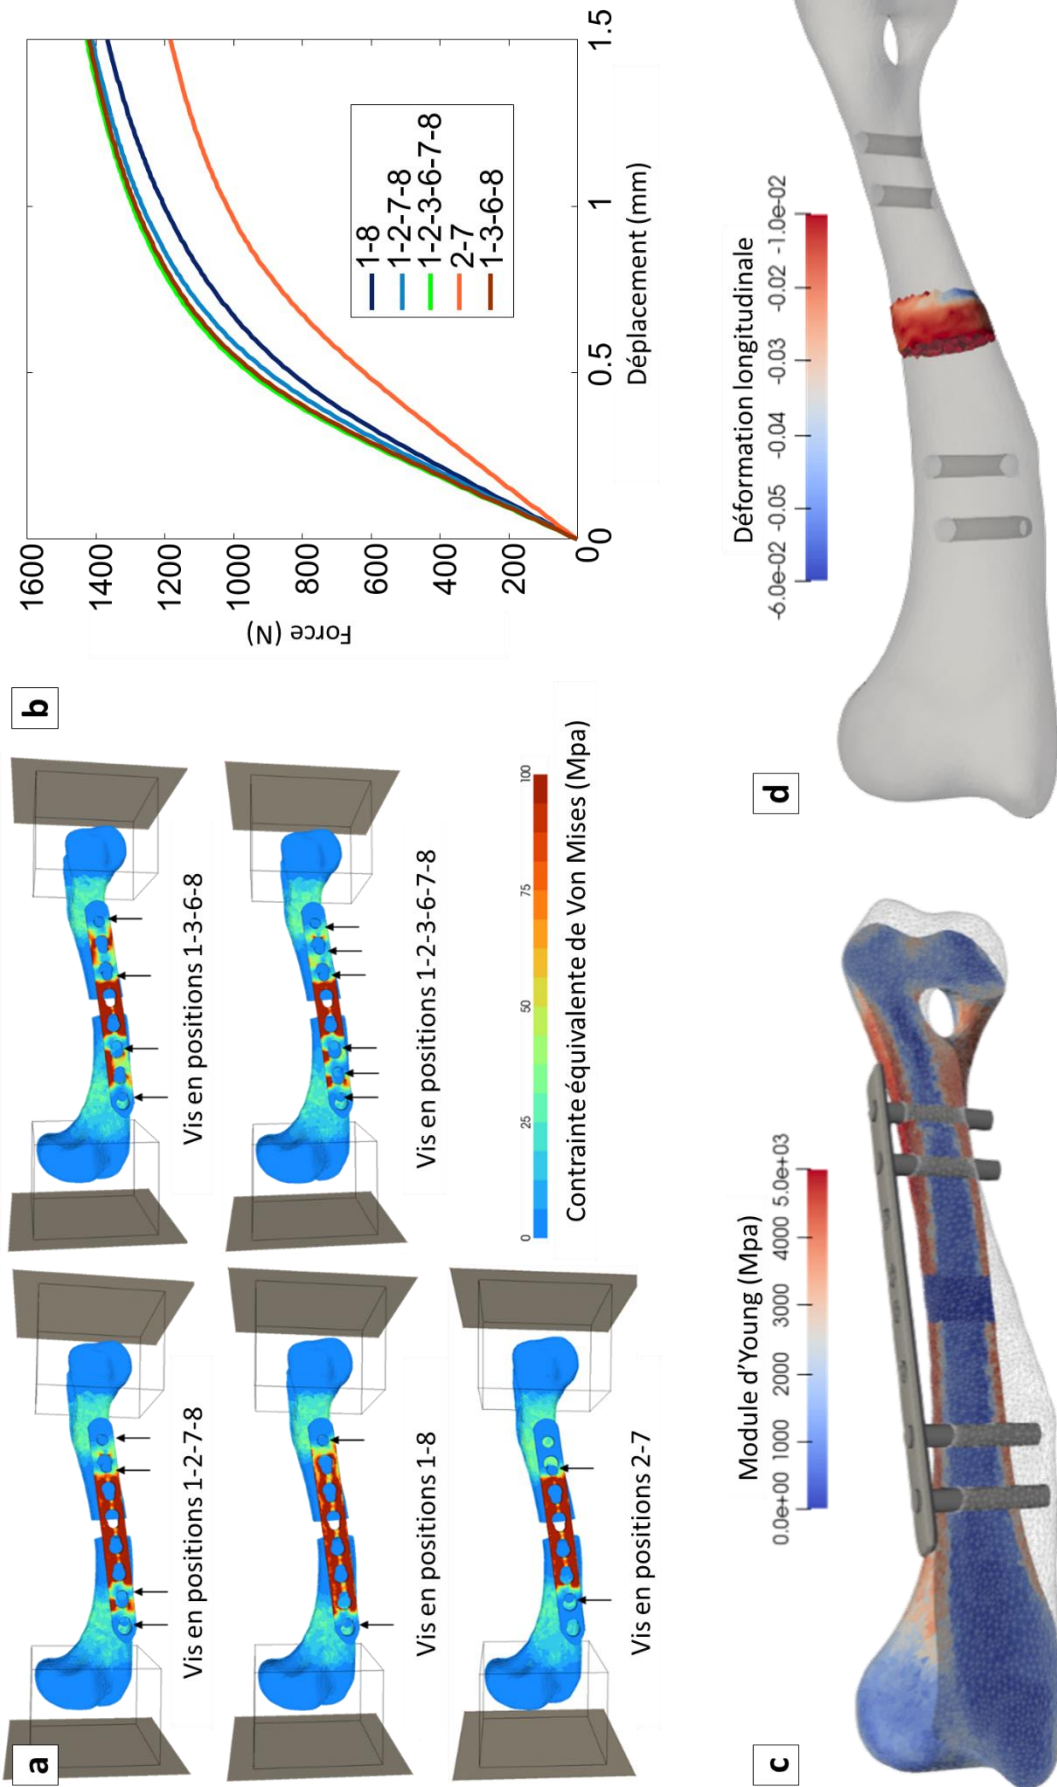 a
Vis en positions 1-2-7-8
Vis en positions 1-3-6-8
Vis en positions 1-8
Vis en positions 1-2-3-6-7-8
Vis en positions 2-7
0
25
50
75
100
Contrainte équivalente de Von Mises (Mpa)
b
1600
1400
1200
1000
800
600
400
200
0
0
0.5
1
1.5
Force (N)
Déplacement (mm)
1-8
1-2-7-8
1-2-3-6-7-8
2-7
1-3-6-8
c
Module d'Young (Mpa)
0.0e+00 1000 2000 3000 4000 5.0e+03
d
Déformation longitudinale
-6.0e-02 -0.05 -0.04 -0.03 -0.02 -1.0e-02